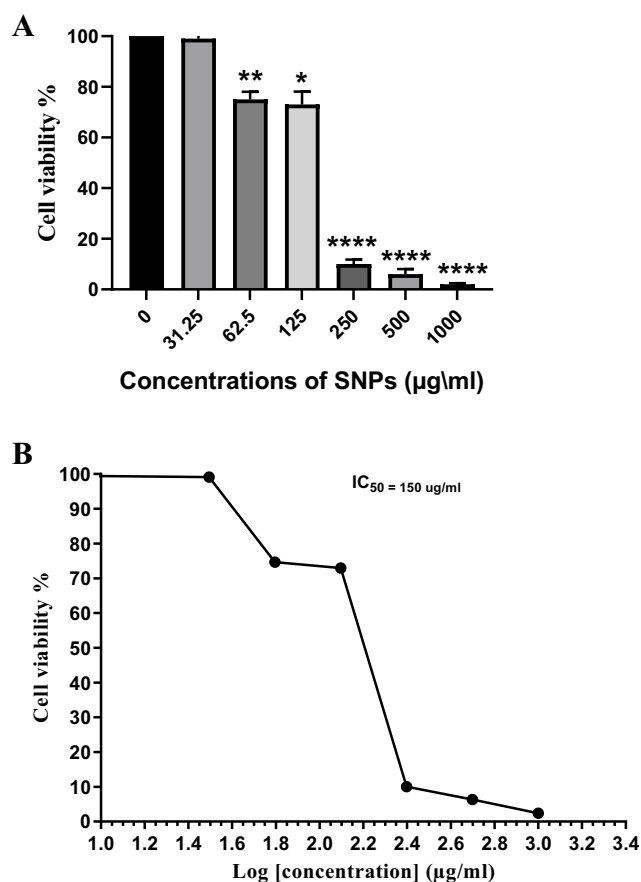 A
Cell viability %
100
80
60
40
20
0
** *
**** **** ****
0 31.25 62.5 125 250 500 1000
Concentrations of SNPs (µg\ml)
B
Cell viability %
100
90
80
70
60
50
40
30
20
10
0
IC50 = 150 ug/ml
1.0 1.4 1.6 1.8 2.0 2.2 2.4 2.6 2.8 3.0 3.2 3.4
Log [concentration] (µg/ml)